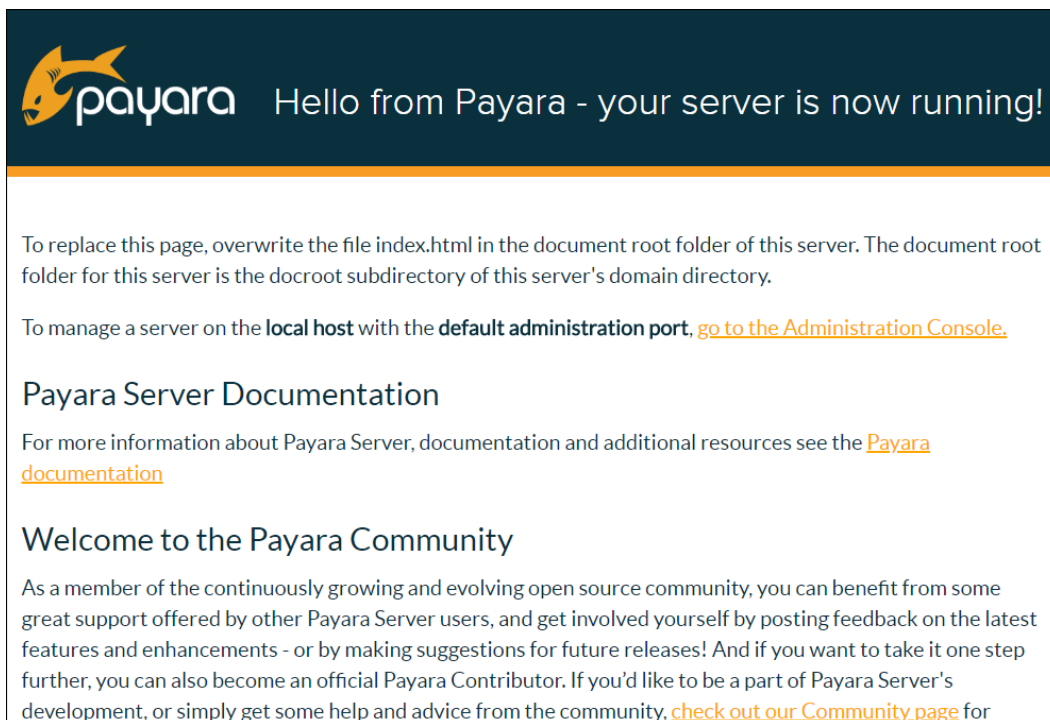 payara
Hello from Payara - your server is now running!
To replace this page, overwrite the file index.html in the document root folder of this server. The document root
folder for this server is the docroot subdirectory of this server's domain directory.
To manage a server on the local host with the default administration port, go to the Administration Console.
Payara Server Documentation
For more information about Payara Server, documentation and additional resources see the Payara
documentation
Welcome to the Payara Community
As a member of the continuously growing and evolving open source community, you can benefit from some
great support offered by other Payara Server users, and get involved yourself by posting feedback on the latest
features and enhancements - or by making suggestions for future releases! And if you want to take it one step
further, you can also become an official Payara Contributor. If you’d like to be a part of Payara Server's
development, or simply get some help and advice from the community, check out our Community page for